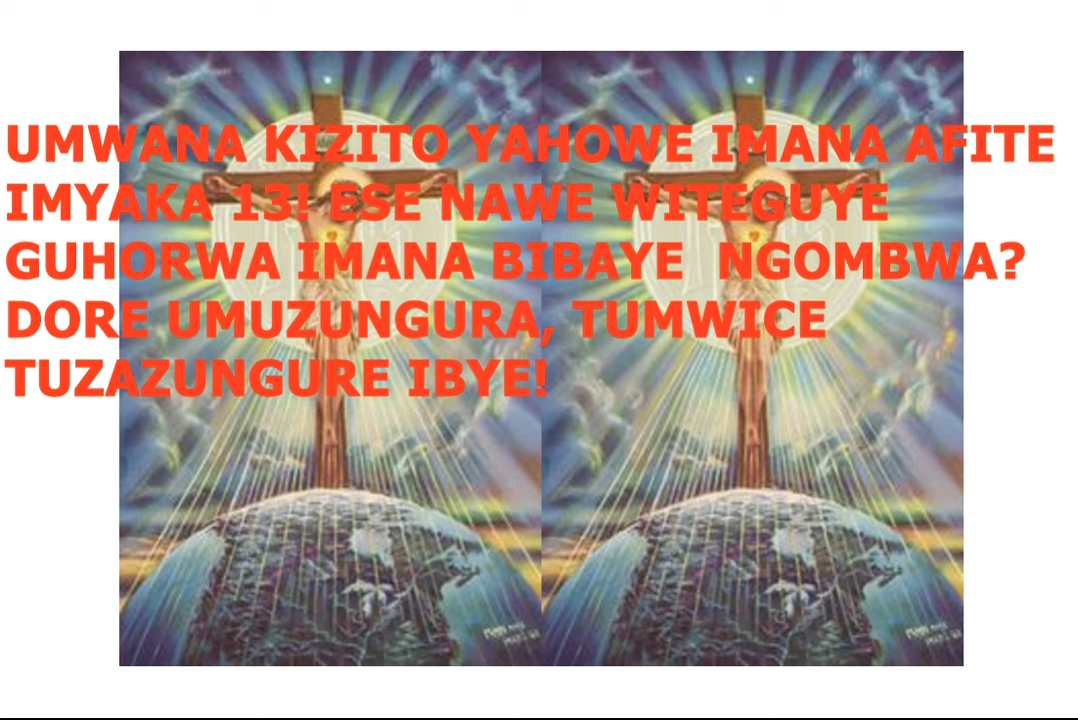 UMWANA KIZITO YAHOWE IMANA AFITE
IMYAKA 13! ESE NAWE WITEGUYE
GUHORWA IMANA BIBAYE NGOMBWA?
DORE UMUZUNGURA, TUMWICE
TUZAZUNGURE IBYE!